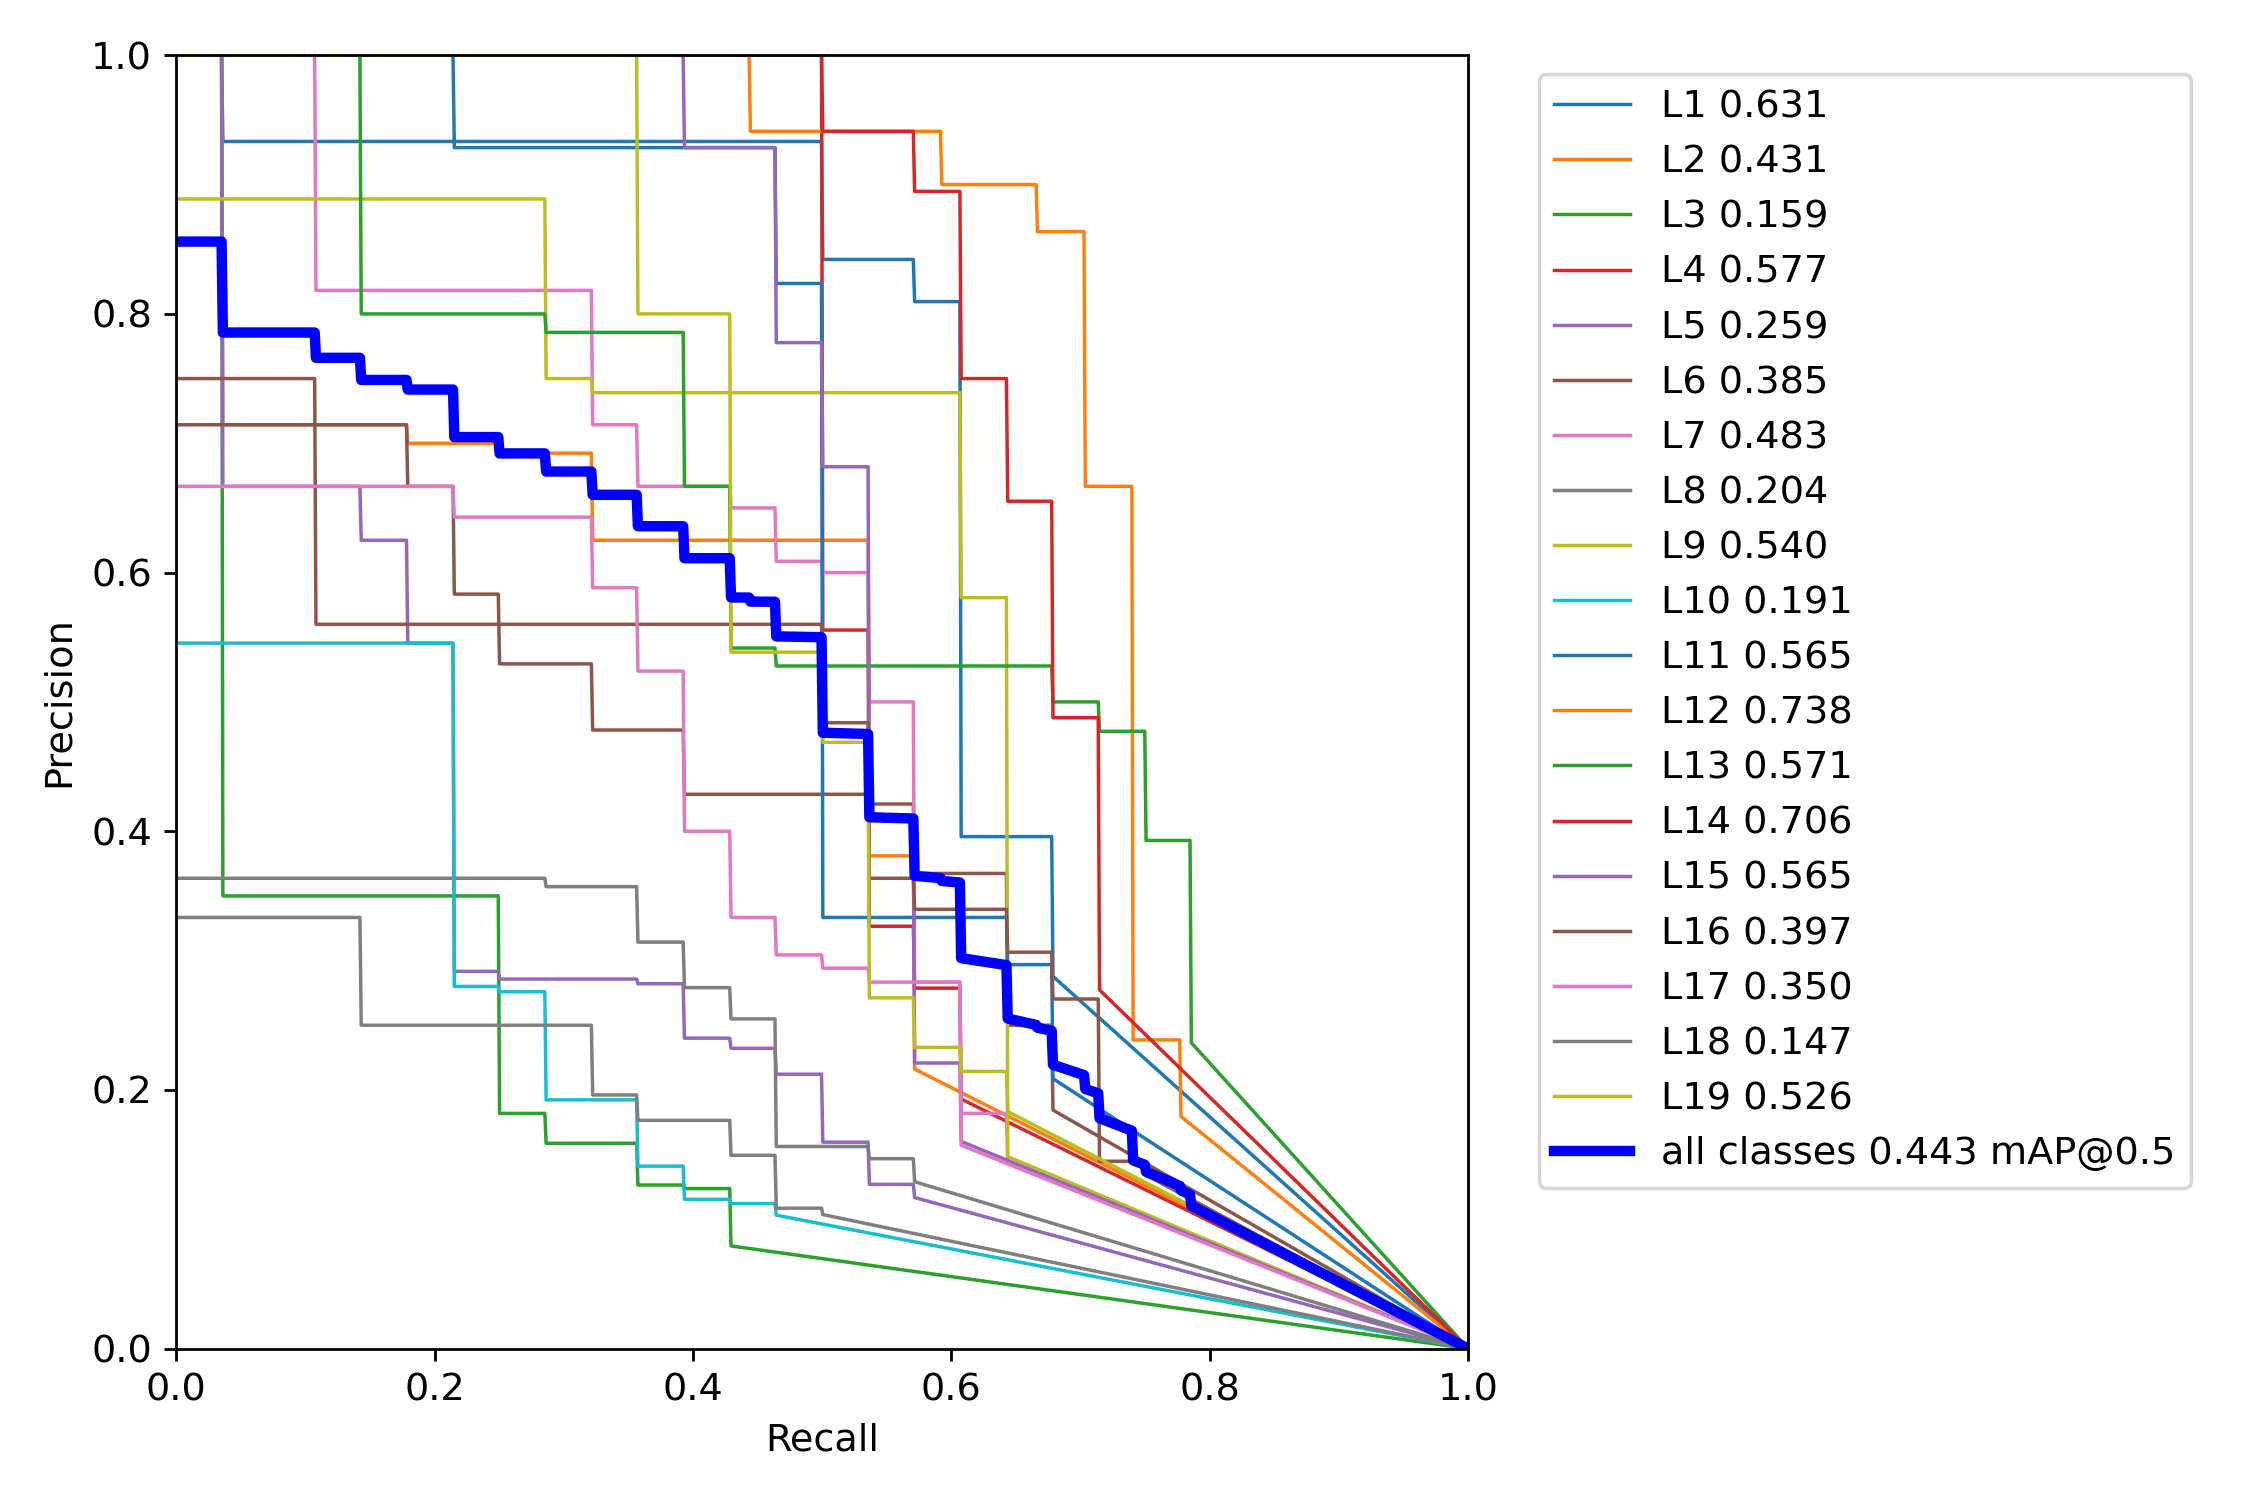 1.0
0.8
0.6
0.4
0.2
0.0
Precision
0.0 0.2 0.4 0.6 0.8 1.0
Recall
L1 0.631
L2 0.431
L3 0.159
L4 0.577
L5 0.259
L6 0.385
L7 0.483
L8 0.204
L9 0.540
L10 0.191
L11 0.565
L12 0.738
L13 0.571
L14 0.706
L15 0.565
L16 0.397
L17 0.350
L18 0.147
L19 0.526
all classes 0.443 mAP@0.5